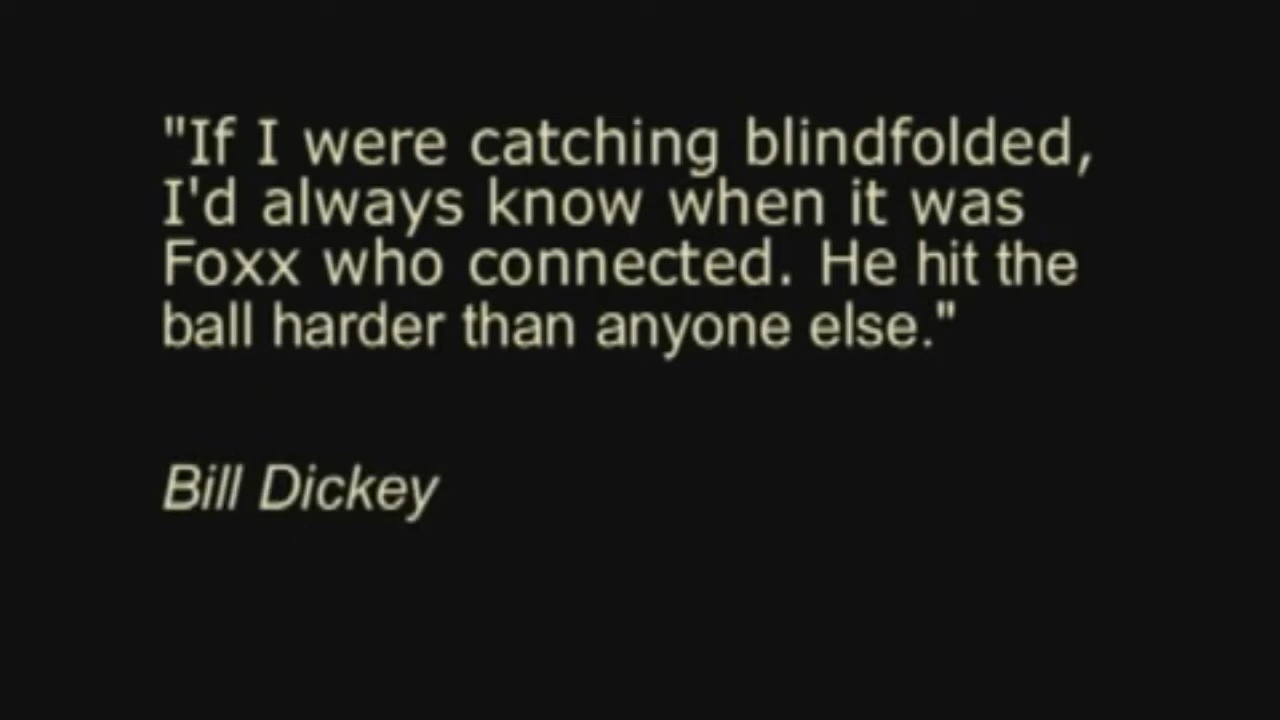 "If I were catching blindfolded,
I'd always know when it was
Foxx who connected. He hit the
ball harder than anyone else."
Bill Dickey